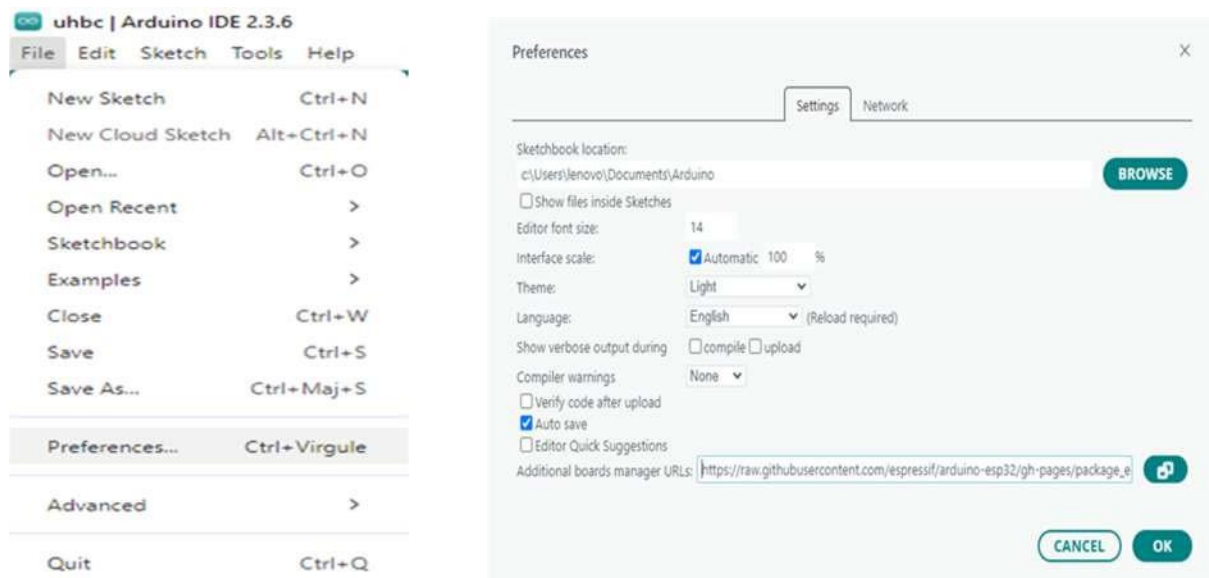 uhbc | Arduino IDE 2.3.6
File Edit Sketch Tools Help
New Sketch Ctrl+N
New Cloud Sketch Alt+Ctrl+N
Open... Ctrl+O
Open Recent >
Sketchbook >
Examples >
Close Ctrl+W
Save Ctrl+S
Save As... Ctrl+Maj+S
Preferences... Ctrl+Virgule
Advanced >
Quit Ctrl+Q
Preferences X
Settings Network
Sketchbook location:
c:\Users\lenovo\Documents\Arduino
BROWSE
Show files inside Sketches
Editor font size: 14
Interface scale: Automatic 100 %
Theme: Light
Language: English (Reload required)
Show verbose output during compile upload
Compiler warnings None
Verify code after upload
Auto save
Editor Quick Suggestions
Additional boards manager URLs: https://raw.githubusercontent.com/espressif/arduino-esp32/gh-pages/package_e
CANCEL OK